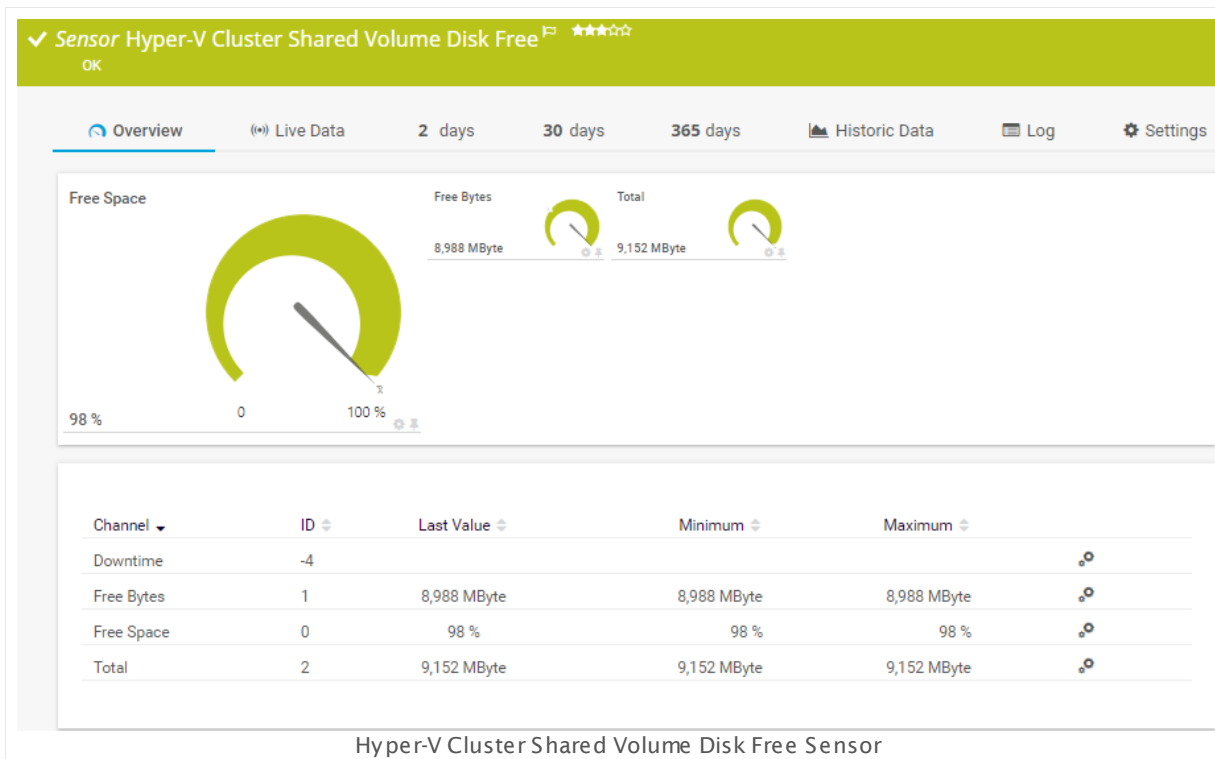 Sensor Hyper-V Cluster Shared Volume Disk Free
OK
Overview Live Data 2 days 30 days 365 days Historic Data Log Settings
Free Space
98 %
0 100 %
Free Bytes
8,988 MByte
Total
9,152 MByte
Channel ID Last Value Minimum Maximum
Downtime -4
Free Bytes 1 8,988 MByte 8,988 MByte 8,988 MByte
Free Space 0 98 % 98 % 98 %
Total 2 9,152 MByte 9,152 MByte 9,152 MByte
Hyper-V Cluster Shared Volume Disk Free Sensor